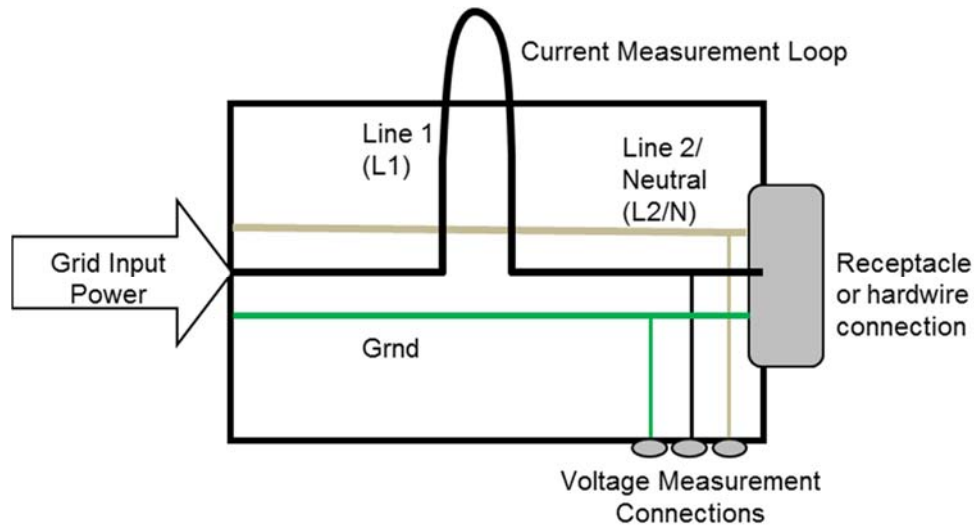 Current Measurement Loop
Line 1
(L1)
Line 2/
Neutral
(L2/N)
Grid Input
Power
Receptacle
or hardwire
connection
Grnd
Voltage Measurement
Connections